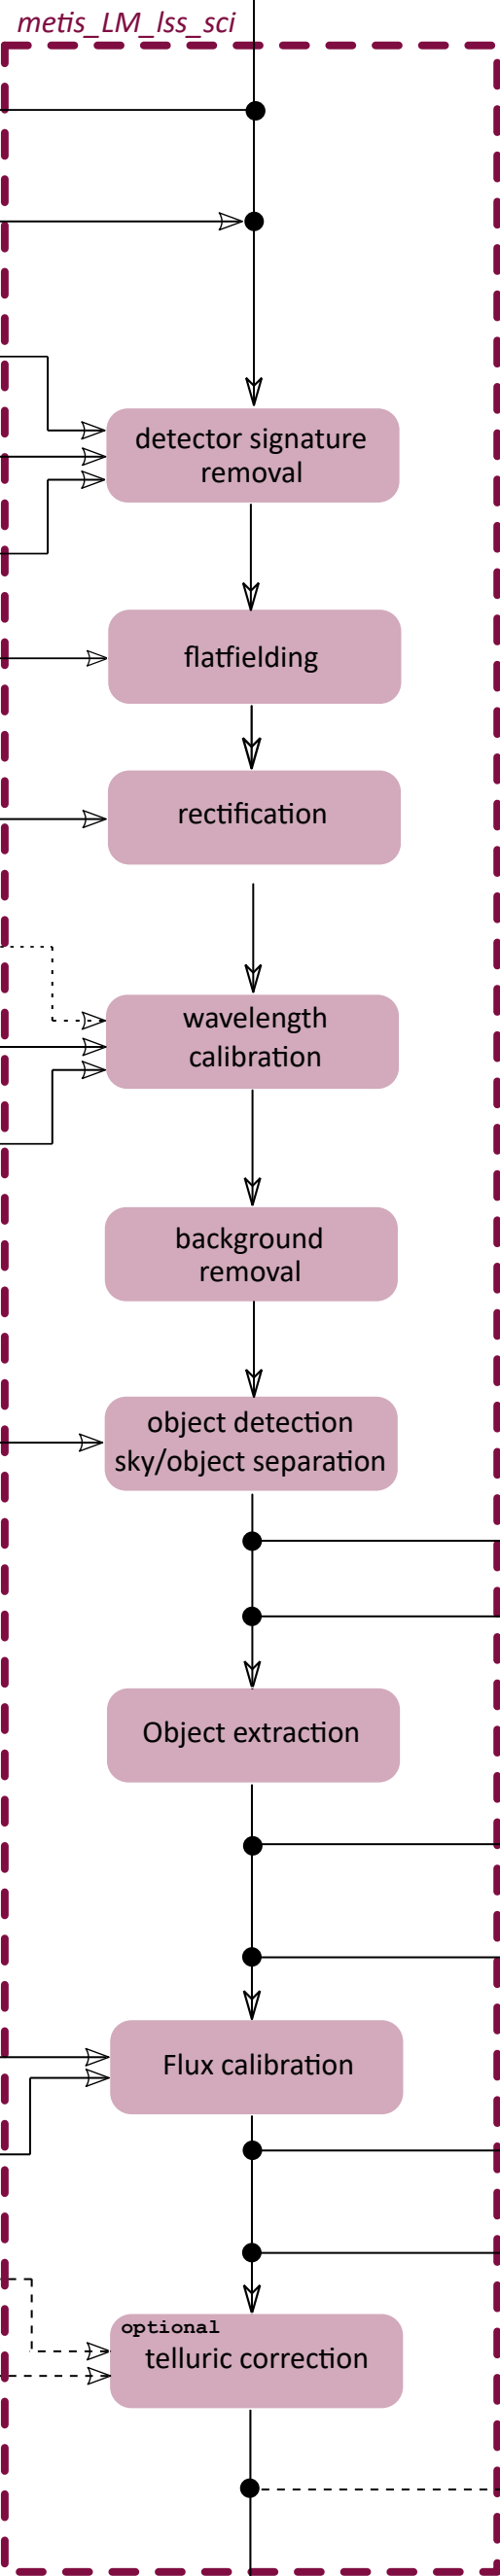 metis_LM_lss_sci
detector signature
removal
flatfielding
rectification
wavelength
calibration
background
removal
object detection
sky/object separation
Object extraction
Flux calibration
optional
telluric correction